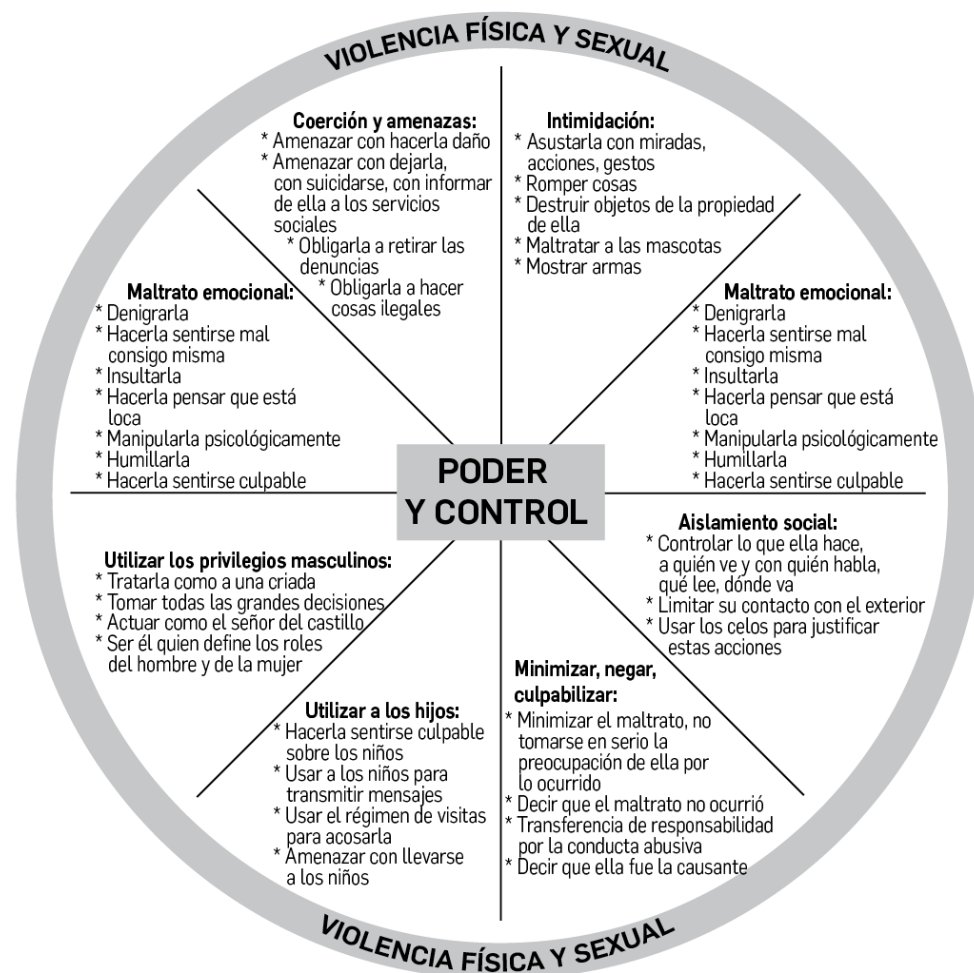 VIOLENCIA FÍSICA Y SEXUAL
Coerción y amenazas:
* Amenazar con hacerla daño
* Amenazar con dejarla,
con suicidarse, con informar
de ella a los servicios
sociales
* Obligarla a retirar las
denuncias
* Obligarla a hacer
cosas ilegales
Intimidación:
* Asustarla con miradas,
acciones, gestos
* Romper cosas
* Destruir objetos de la propiedad
de ella
* Maltratar a las mascotas
* Mostrar armas
Maltrato emocional:
* Denigrarla
* Hacerla sentirse mal
consigo misma
* Insultarla
* Hacerla pensar que está
loca
* Manipularla psicológicamente
* Humillarla
* Hacerla sentirse culpable
Maltrato emocional:
* Denigrarla
* Hacerla sentirse mal
consigo misma
* Insultarla
* Hacerla pensar que está
loca
* Manipularla psicológicamente
* Humillarla
* Hacerla sentirse culpable
PODER
Y CONTROL
Utilizar los privilegios masculinos:
* Tratarla como a una criada
* Tomar todas las grandes decisiones
* Actuar como el señor del castillo
* Ser él quien define los roles
del hombre y de la mujer
Aislamiento social:
* Controlar lo que ella hace,
a quién ve y con quién habla,
qué lee, dónde va
* Limitar su contacto con el exterior
* Usar los celos para justificar
estas acciones
Utilizar a los hijos:
* Hacerla sentirse culpable
sobre los niños
* Usar a los niños para
transmitir mensajes
* Usar el régimen de visitas
para acosarla
* Amenazar con llevarse
a los niños
Minimizar, negar,
culpabilizar:
* Minimizar el maltrato, no
tomarse en serio la
preocupación de ella por
lo ocurrido
* Decir que el maltrato no ocurrió
* Transferencia de responsabilidad
por la conducta abusiva
* Decir que ella fue la causante
VIOLENCIA FÍSICA Y SEXUAL